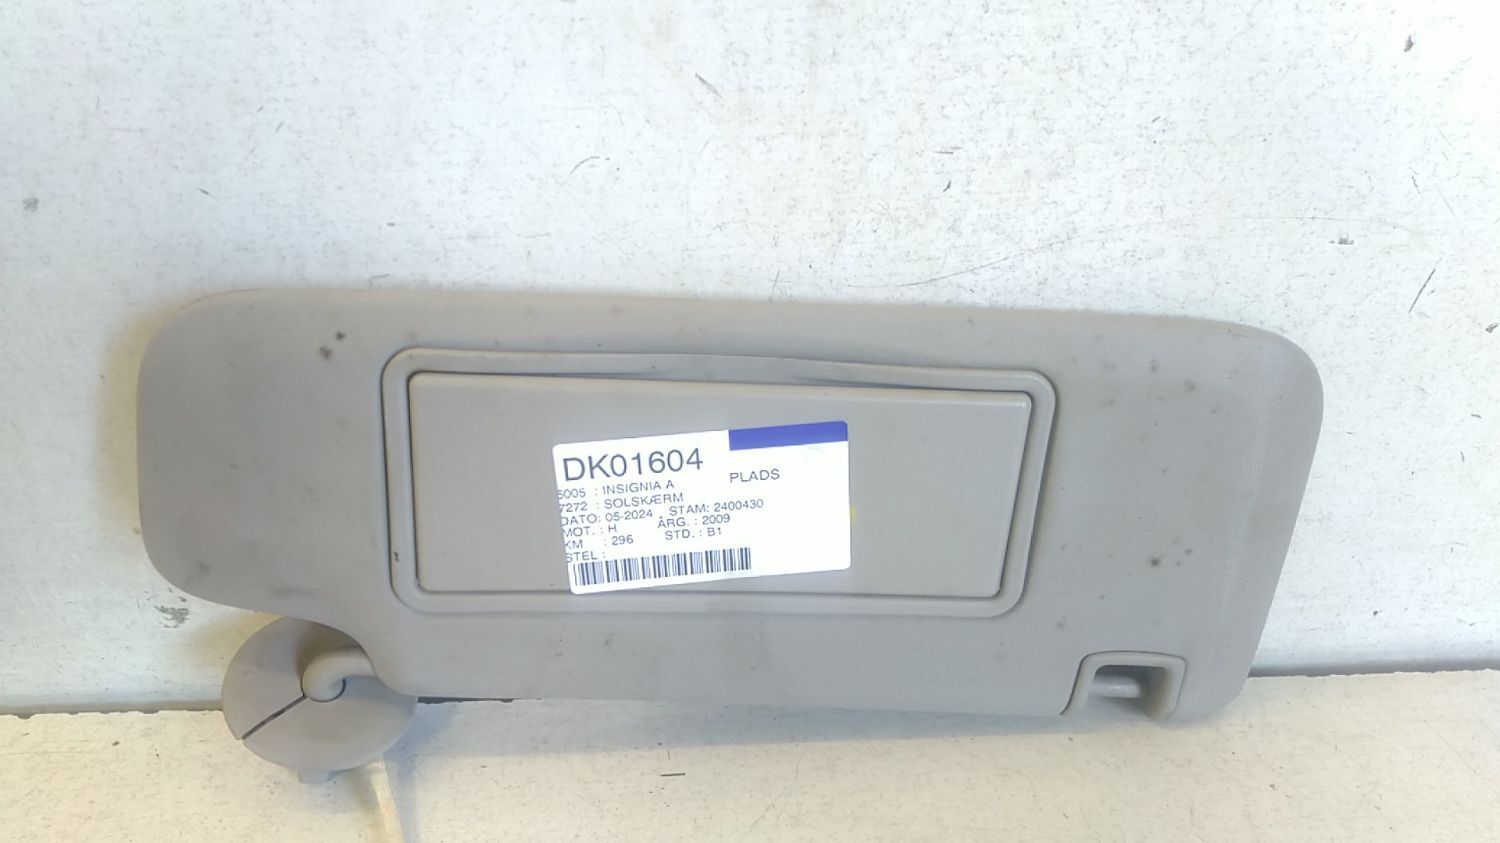 DK01604
PLADS
6005 : INSIGNIA A
7272 : SOLSKÆRM
DATO: 05-2024 STAM: 2400430
MOT. : H ÅRG. : 2009
KM : 296 STD. : B1
STEL :